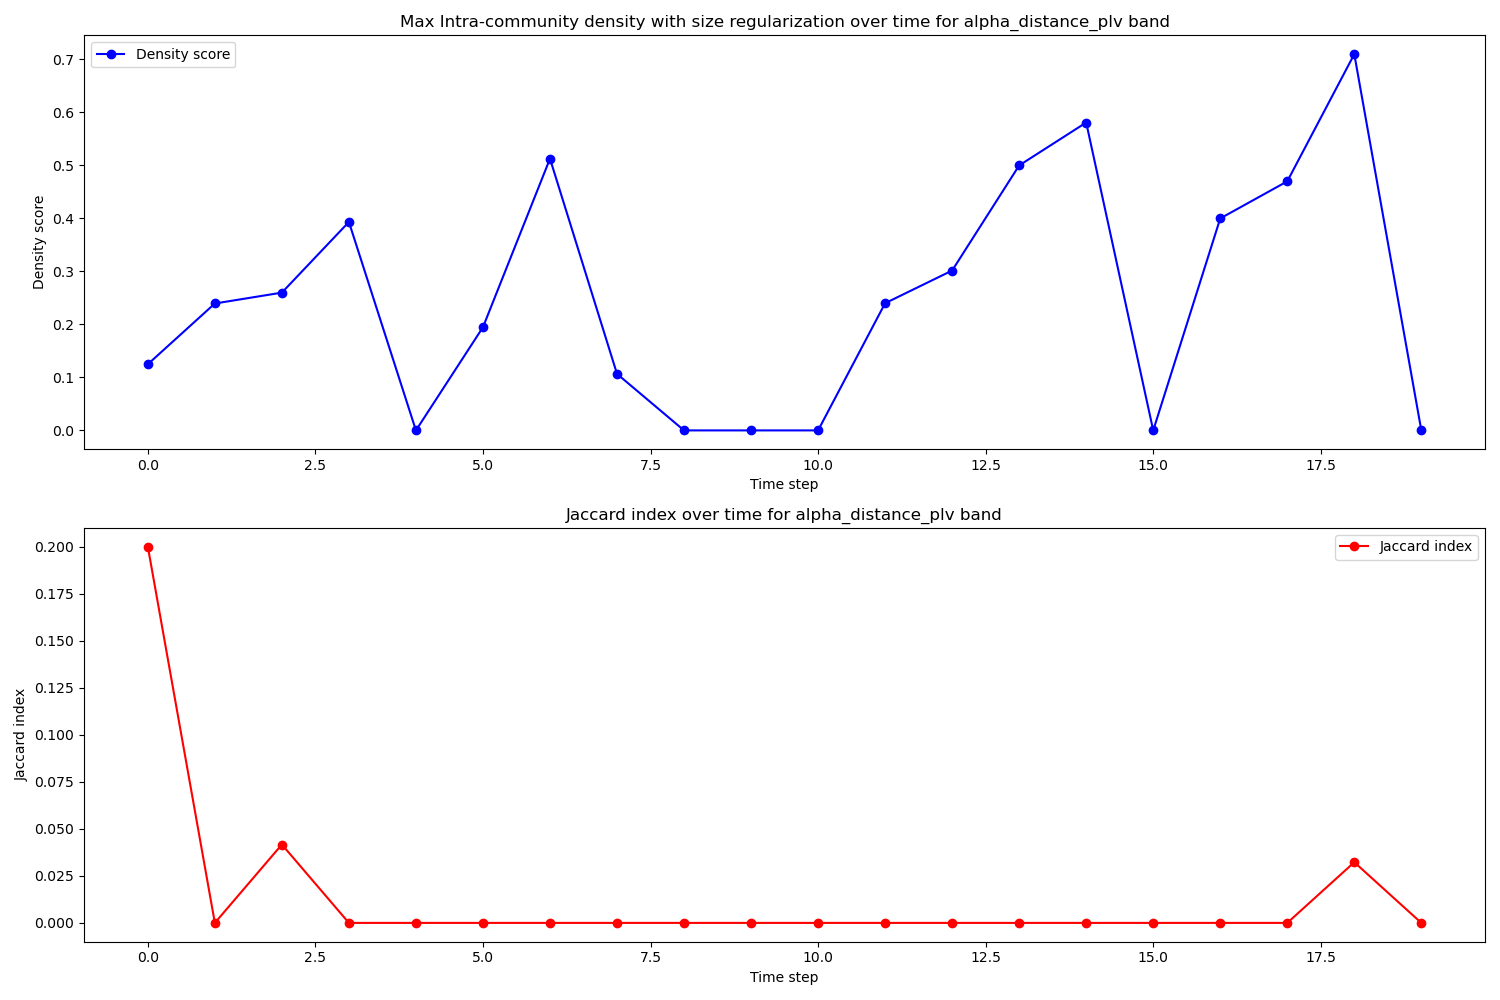 Max Intra-community density with size regularization over time for alpha_distance_plv band
Density score
0.7
0.6
0.5
0.4
0.3
0.2
0.1
0.0
Density score
0.0 2.5 5.0 7.5 10.0 12.5 15.0 17.5
Time step
Jaccard index over time for alpha_distance_plv band
Jaccard index
0.200
0.175
0.150
0.125
0.100
0.075
0.050
0.025
0.000
Jaccard index
0.0 2.5 5.0 7.5 10.0 12.5 15.0 17.5
Time step